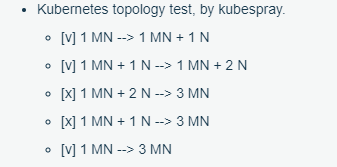 • Kubernetes topology test, by kubespray.
○ [v] 1 MN --> 1 MN + 1 N
○ [v] 1 MN + 1 N --> 1 MN + 2 N
○ [x] 1 MN + 2 N --> 3 MN
○ [x] 1 MN + 1 N --> 3 MN
○ [v] 1 MN --> 3 MN